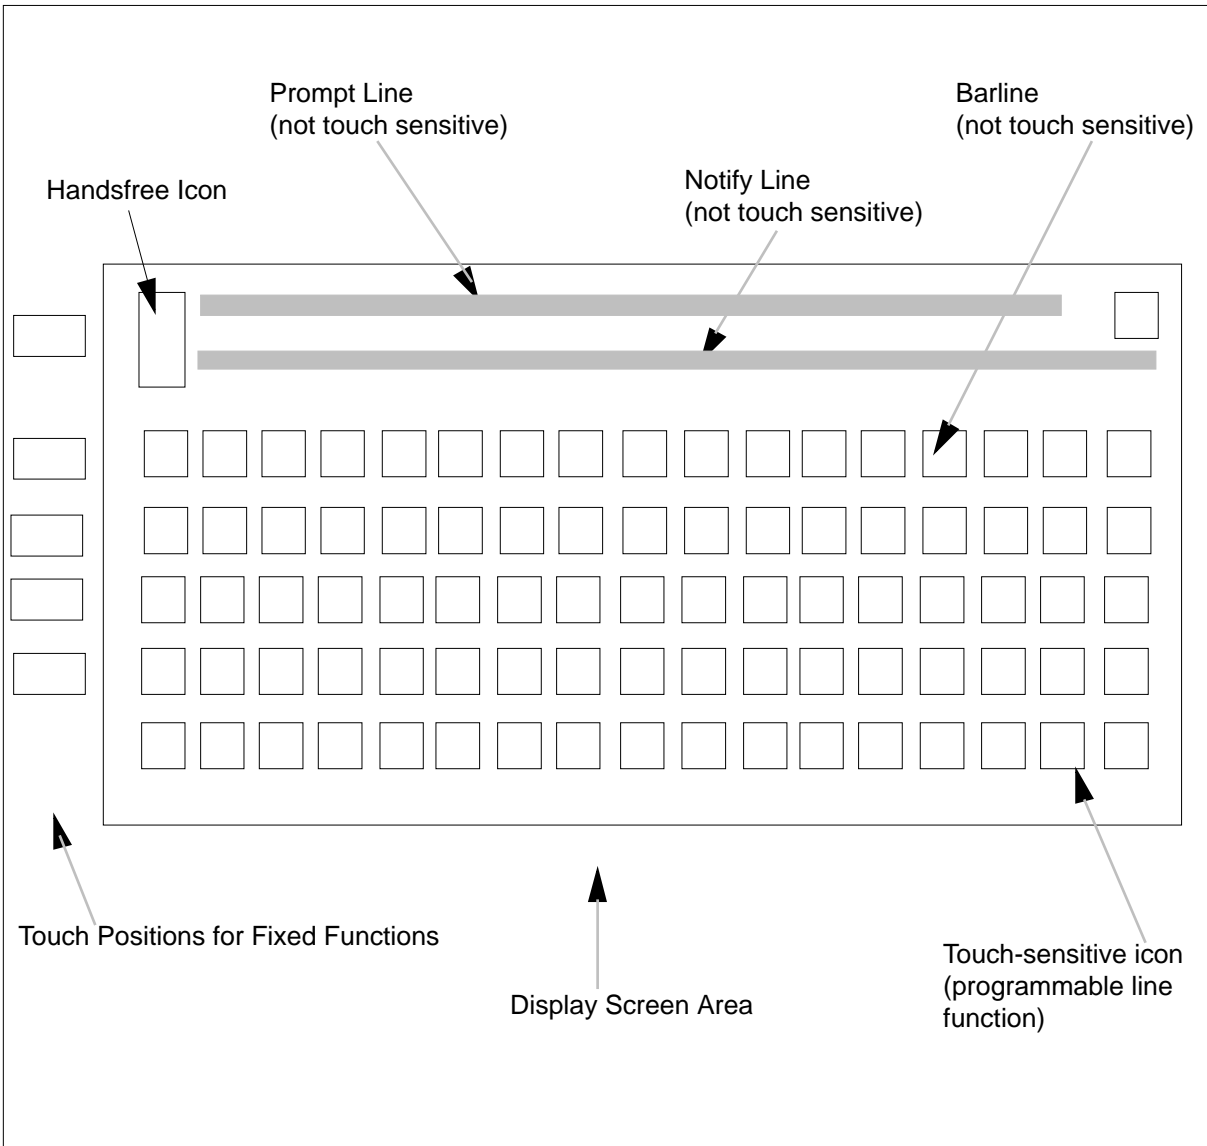 Prompt Line
(not touch sensitive)
Barline
(not touch sensitive)
Handsfree Icon
Notify Line
(not touch sensitive)
Touch Positions for Fixed Functions
Display Screen Area
Touch-sensitive icon
(programmable line
function)